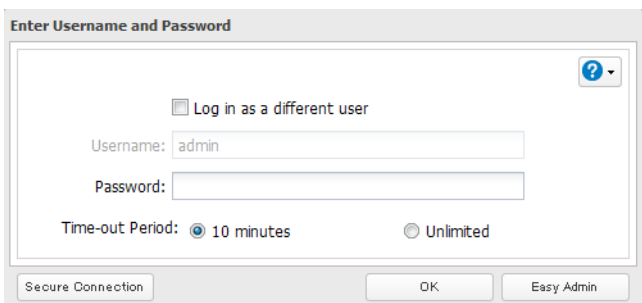 Enter Username and Password
Log in as a different user
Username: admin
Password:
Time-out Period: 10 minutes Unlimited
Secure Connection OK Easy Admin